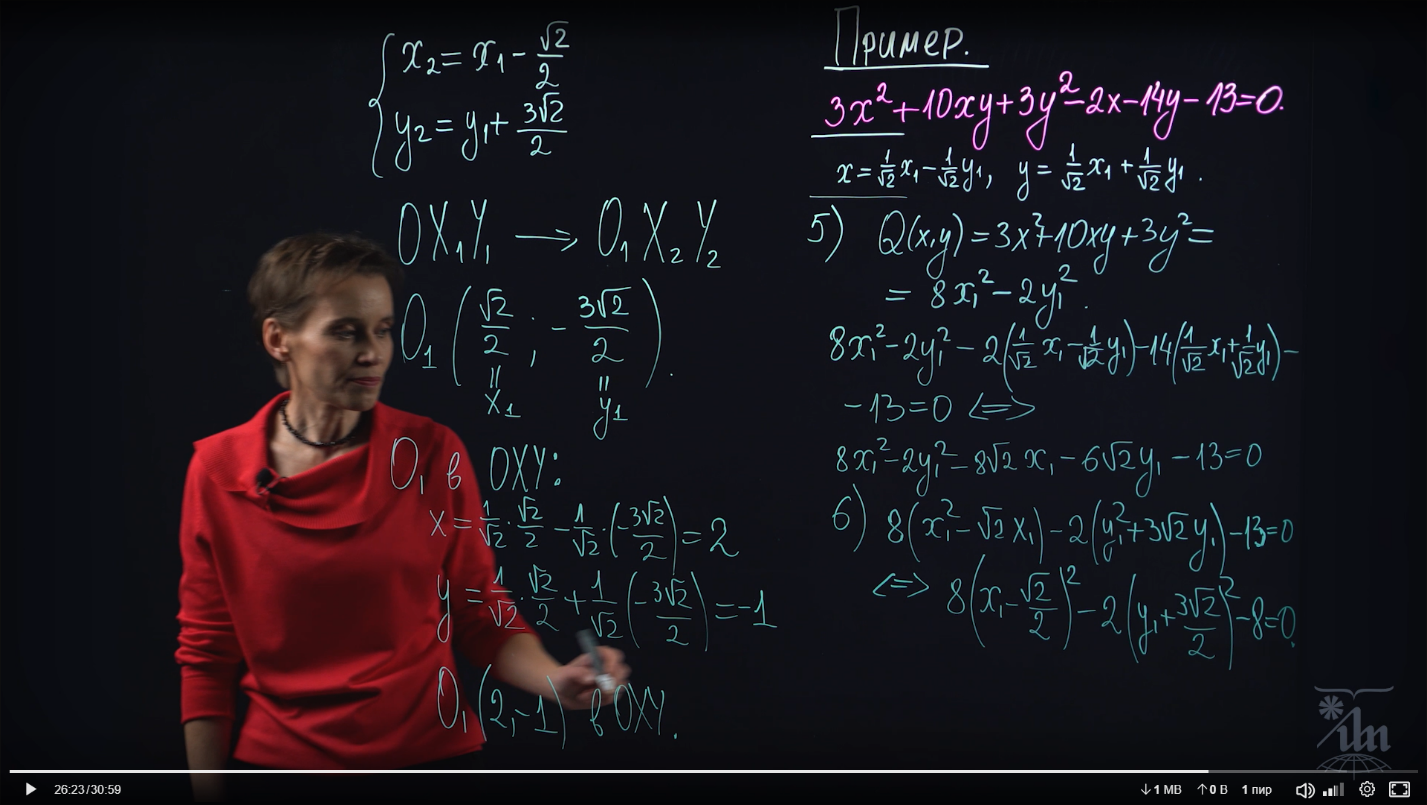 { x₂ = x₁ − √2/2
y₂ = y₁ + 3√2/2
OX₁Y₁ → O₁X₂Y₂
O₁ (√2/2 ; −3√2/2).
= =
x₁ y₁
O₁ в OXY:
x = 1/√2 · √2/2 − 1/√2 · (−3√2/2) = 2
y = 1/√2 · √2/2 + 1/√2 (−3√2/2) = −1
O₁(2,−1) в OXY.
Пример.
3x² + 10xy + 3y² − 2x − 14y − 13 = 0.
x = 1/√2 x₁ − 1/√2 y₁, y = 1/√2 x₁ + 1/√2 y₁.
5) Q(x,y) = 3x² + 10xy + 3y² =
= 8x₁² − 2y₁².
8x₁² − 2y₁² − 2(1/√2 x₁ − 1/√2 y₁) − 14(1/√2 x₁ + 1/√2 y₁) −
− 13 = 0 <=>
8x₁² − 2y₁² − 8√2 x₁ − 6√2 y₁ − 13 = 0
6) 8(x₁² − √2 x₁) − 2(y₁² + 3√2 y₁) − 13 = 0
<=> 8(x₁ − √2/2)² − 2(y₁ + 3√2/2)² − 8 = 0.
ilm
26:23/30:59
↓ 1 MB ↑ 0 B 1 пир